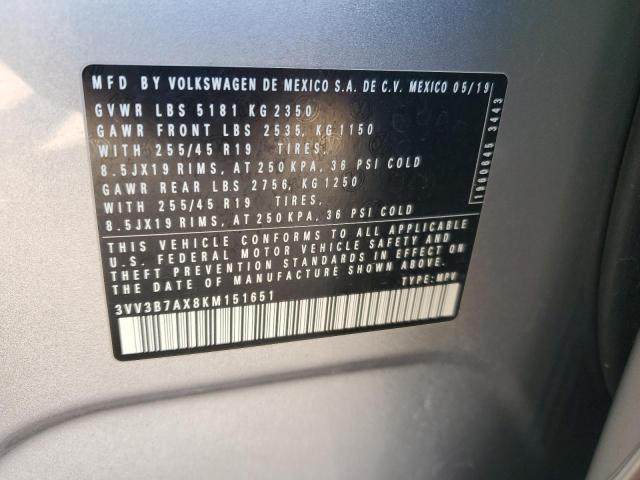 MFD BY VOLKSWAGEN DE MEXICO S.A. DE C.V. MEXICO 05/19
GVWR LBS 5181 KG 2350
GAWR FRONT LBS 2535, KG 1150
WITH 255/45 R19 TIRES,
8.5JX19 RIMS, AT 250 KPA, 36 PSI COLD
GAWR REAR LBS 2756, KG 1250
WITH 255/45 R19 TIRES,
8.5JX19 RIMS, AT 250 KPA, 36 PSI COLD
THIS VEHICLE CONFORMS TO ALL APPLICABLE
U.S. FEDERAL MOTOR VEHICLE SAFETY AND
THEFT PREVENTION STANDARDS IN EFFECT ON
THE DATE OF MANUFACTURE SHOWN ABOVE.
3VV3B7AX8KM151651 TYPE: MPV
3443